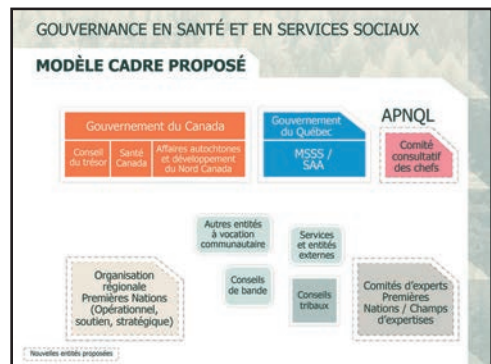 GOUVERNANCE EN SANTÉ ET EN SERVICES SOCIAUX
MODÈLE CADRE PROPOSÉ
Gouvernement du Canada
Conseil
du trésor
Santé
Canada
Affaires autochtones
et développement
du Nord Canada
Gouvernement
du Québec
MSSS /
SAA
APNQL
Comité
consultatif
des chefs
Autres entités
à vocation
communautaire
Services
et entités
externes
Organisation
régionale
Premières Nations
(Opérationnel,
soutien, stratégique)
Conseils
de bande
Conseils
tribaux
Comités d'experts
Premières
Nations / Champs
d'expertises
Nouvelles entités proposées